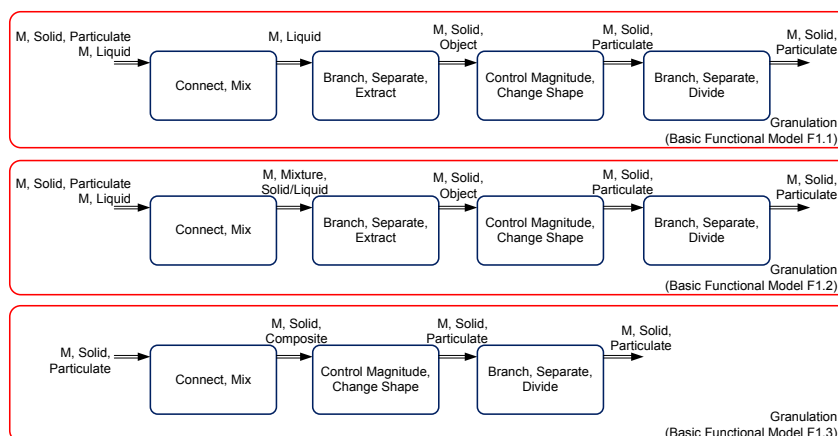 M, Solid, Particulate
M, Liquid
Connect, Mix
M, Liquid
Branch, Separate,
Extract
M, Solid,
Object
Control Magnitude,
Change Shape
M, Solid,
Particulate
Branch, Separate,
Divide
M, Solid,
Particulate
Granulation
(Basic Functional Model F1.1)
M, Solid, Particulate
M, Liquid
Connect, Mix
M, Mixture,
Solid/Liquid
Branch, Separate,
Extract
M, Solid,
Object
Control Magnitude,
Change Shape
M, Solid,
Particulate
Branch, Separate,
Divide
M, Solid,
Particulate
Granulation
(Basic Functional Model F1.2)
M, Solid,
Particulate
Connect, Mix
M, Solid,
Composite
Control Magnitude,
Change Shape
M, Solid,
Particulate
Branch, Separate,
Divide
M, Solid,
Particulate
Granulation
(Basic Functional Model F1.3)